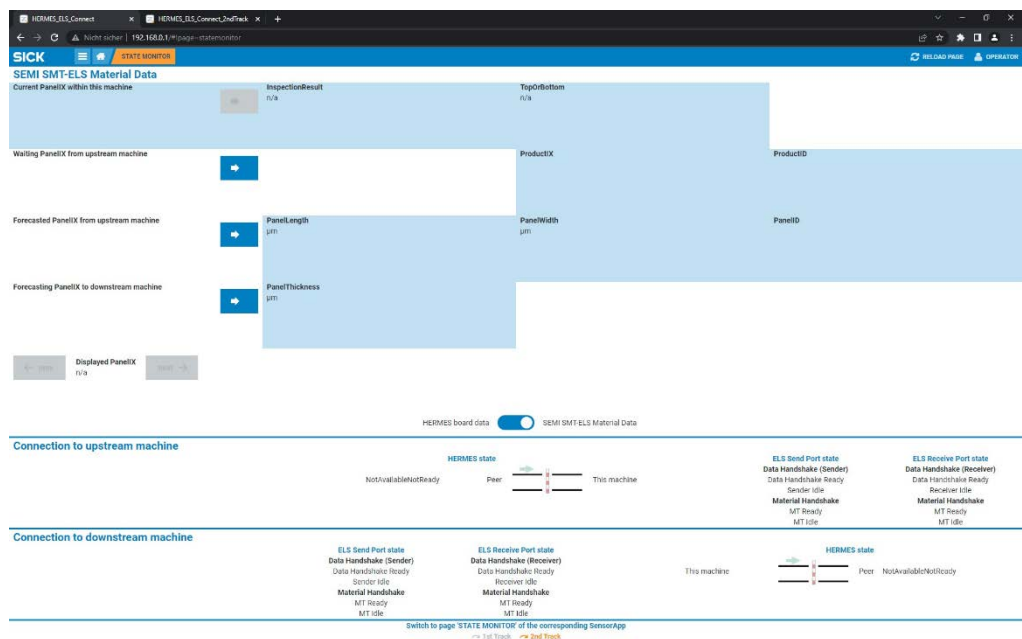 HERMES_ELS_Connect
HERMES_ELS_Connect_2ndTrack
Nicht sicher | 192.168.0.1/#?page=statemonitor
SICK
STATE MONITOR
RELOAD PAGE
OPERATOR
SEMI SMT-ELS Material Data
Current PanelIX within this machine
InspectionResult
n/a
TopOrBottom
n/a
Waiting PanelIX from upstream machine
ProductIX
ProductID
Forecasted PanelIX from upstream machine
PanelLength
µm
PanelWidth
µm
PanelID
Forecasting PanelIX to downstream machine
PanelThickness
µm
Displayed PanelIX
n/a
HERMES board data
SEMI SMT-ELS Material Data
Connection to upstream machine
HERMES state
NotAvailableNotReady
Peer
This machine
ELS Send Port state
Data Handshake (Sender)
Data Handshake Ready
Sender Idle
Material Handshake
MT Ready
MT Idle
ELS Receive Port state
Data Handshake (Receiver)
Data Handshake Ready
Receiver Idle
Material Handshake
MT Ready
MT Idle
Connection to downstream machine
ELS Send Port state
Data Handshake (Sender)
Data Handshake Ready
Sender Idle
Material Handshake
MT Ready
MT Idle
ELS Receive Port state
Data Handshake (Receiver)
Data Handshake Ready
Receiver Idle
Material Handshake
MT Ready
MT Idle
HERMES state
This machine
Peer
NotAvailableNotReady
Switch to page 'STATE MONITOR' of the corresponding SensorApp
1st Track
2nd Track